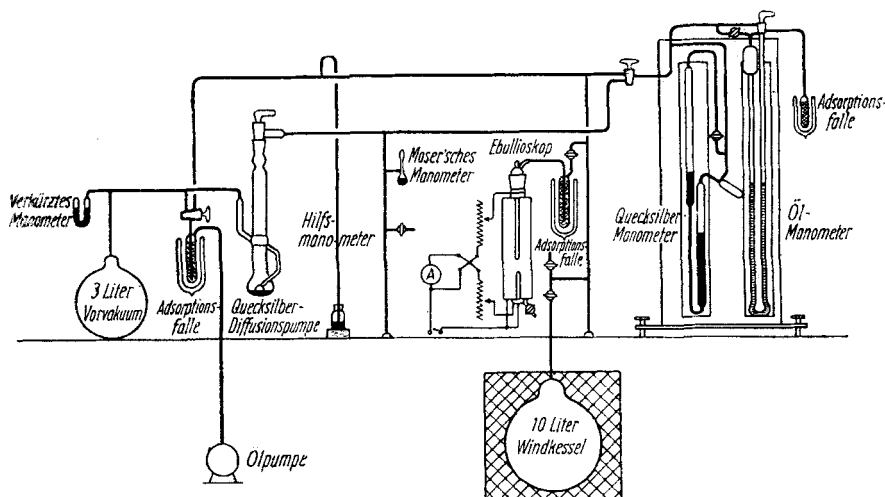 Verkürztes
Manometer
3 Liter
Vorvakuum
Adsorptions-
falle
Quecksilber-
Diffusionspumpe
Hilfs-
manometer
Moser'sches
Manometer
A
Ebullioskop
Adsorptions-
falle
Quecksilber-
Manometer
Öl-
Manometer
Adsorptions-
falle
Ölpumpe
10 Liter
Windkessel